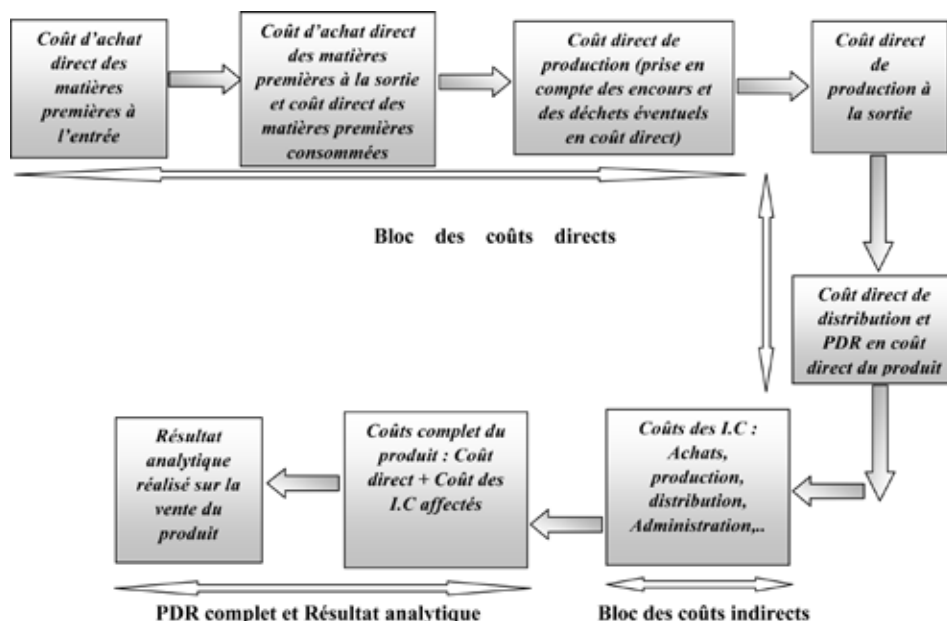 Coût d’achat
direct des
matières
premières à
l’entrée
Coût d’achat direct
des matières
premières à la sortie
et coût direct des
matières premières
consommées
Coût direct de
production (prise en
compte des encours et
des déchets éventuels
en coût direct)
Coût direct
de
production à
la sortie
Bloc des coûts directs
Coût direct de
distribution et
PDR en coût
direct du produit
Coûts des I.C :
Achats,
production,
distribution,
Administration,..
Coûts complet du
produit : Coût
direct + Coût des
I.C affectés
Résultat
analytique
réalisé sur la
vente du
produit
PDR complet et Résultat analytique
Bloc des coûts indirects